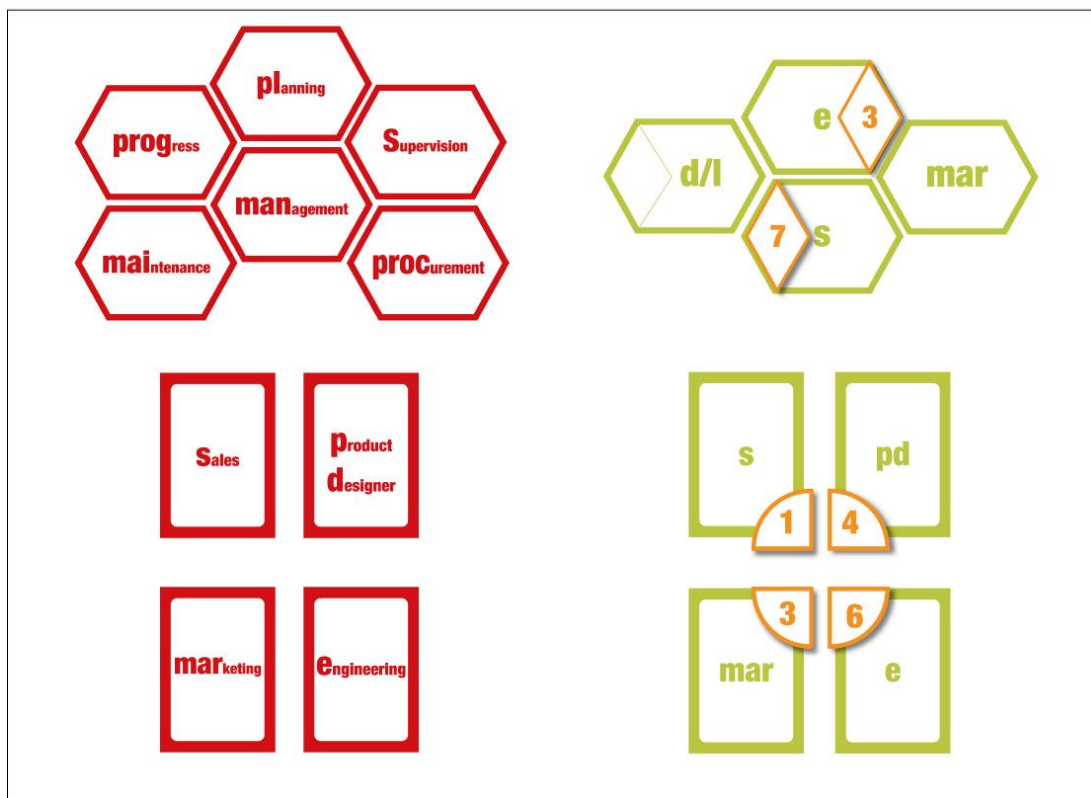 planning
progress
Supervision
management
maintenance
procurement
e 3
d/l
mar
7 s
Sales
product
designer
marketing
engineering
s
pd
1
4
3
6
mar
e